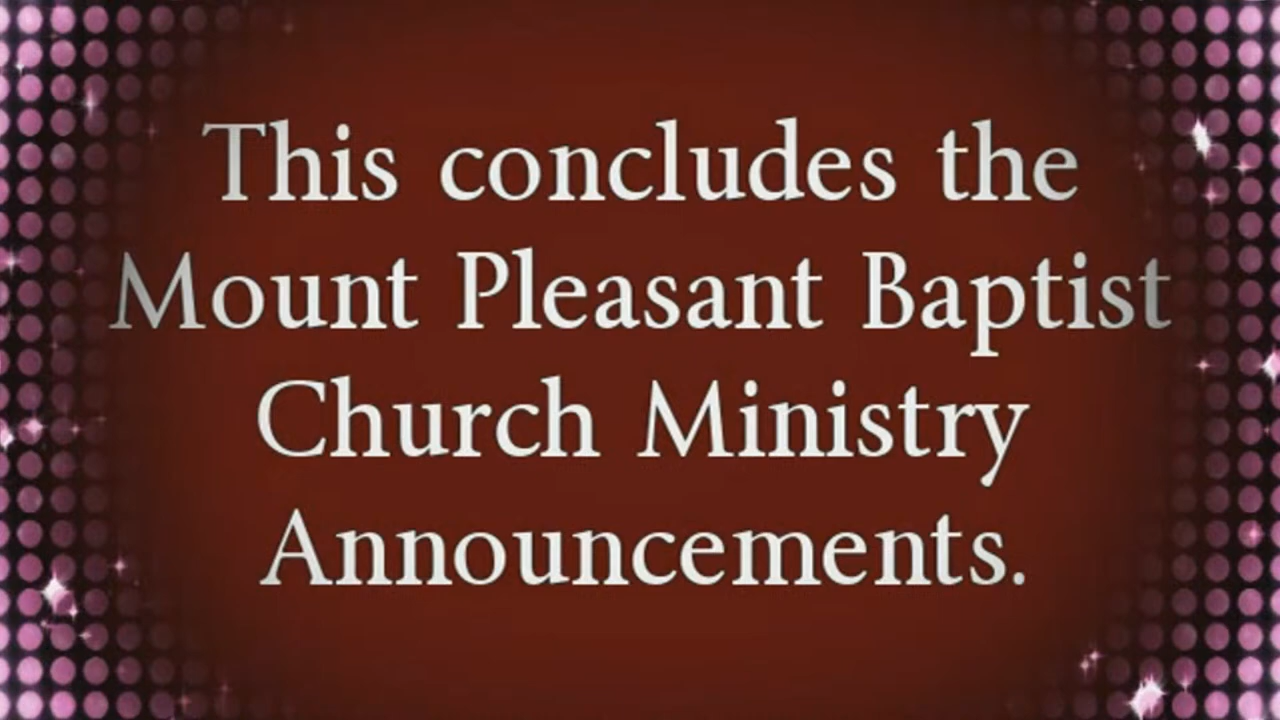 This concludes the
Mount Pleasant Baptist
Church Ministry
Announcements.